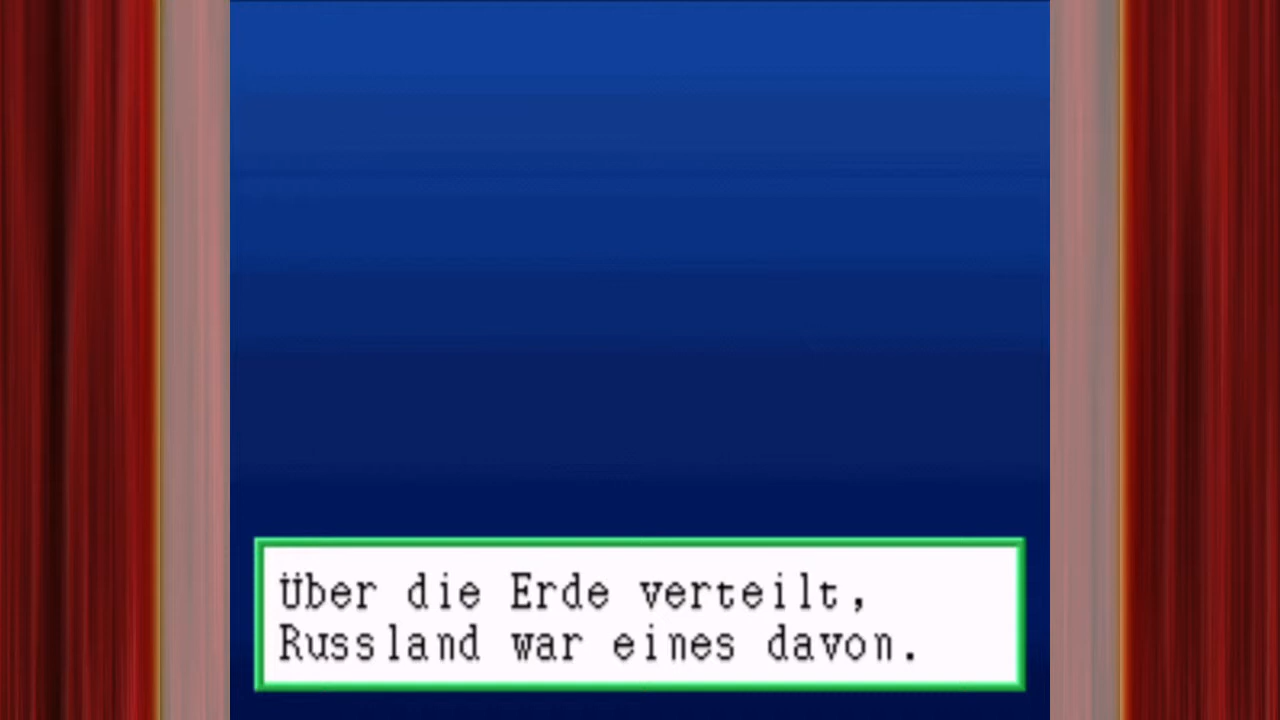 Über die Erde verteilt,
Russland war eines davon.